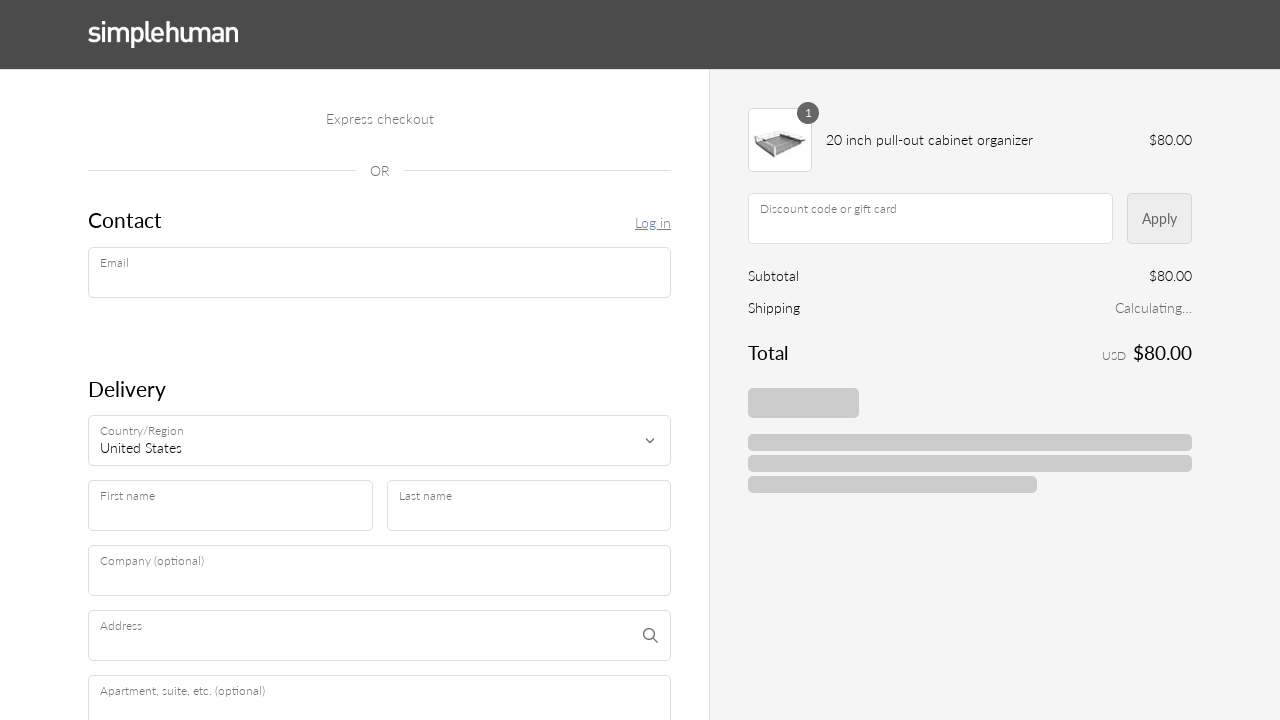 simplehuman
Express checkout
OR
Contact
Log in
Email
Delivery
Country/Region
United States
First name
Last name
Company (optional)
Address
Apartment, suite, etc. (optional)
1
20 inch pull-out cabinet organizer
$80.00
Discount code or gift card
Apply
Subtotal
$80.00
Shipping
Calculating...
Total
USD $80.00